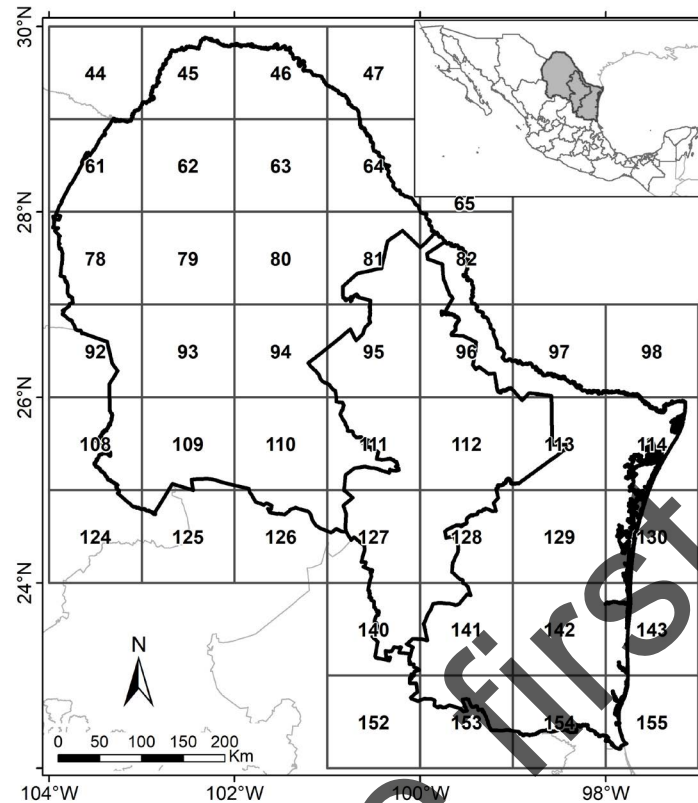 30°N
44 45 46 47
61 62 63 64
65
28°N
78 79 80 81 82
92 93 94 95 96 97 98
26°N
108 109 110 111 112 113 114
124 125 126 127 128 129 130
24°N
140 141 142 143
N
152 153 154 155
0 50 100 150 200
Km
104°W 102°W 100°W 98°W
first